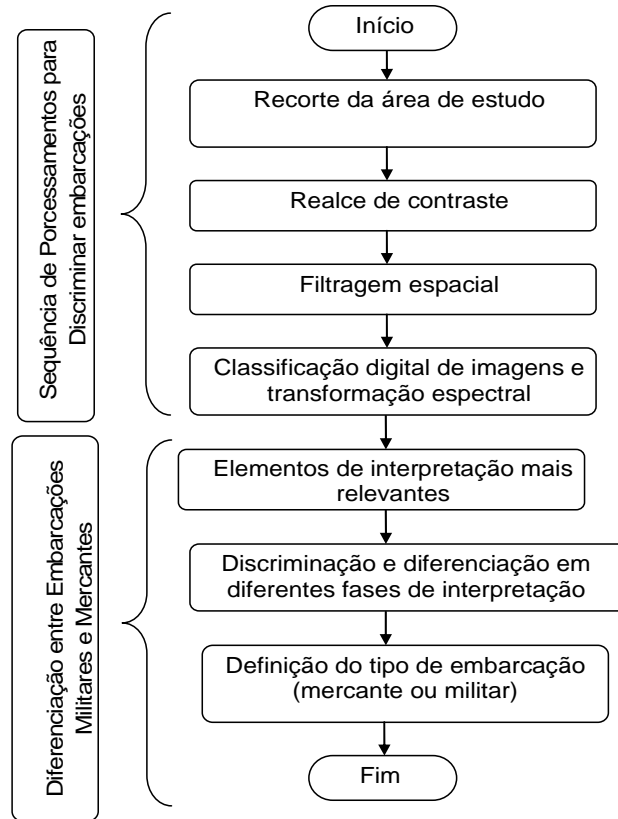 Início
Sequência de Porcessamentos para
Discriminar embarcações
Recorte da área de estudo
Realce de contraste
Filtragem espacial
Classificação digital de imagens e
transformação espectral
Diferenciação entre Embarcações
Militares e Mercantes
Elementos de interpretação mais
relevantes
Discriminação e diferenciação em
diferentes fases de interpretação
Definição do tipo de embarcação
(mercante ou militar)
Fim